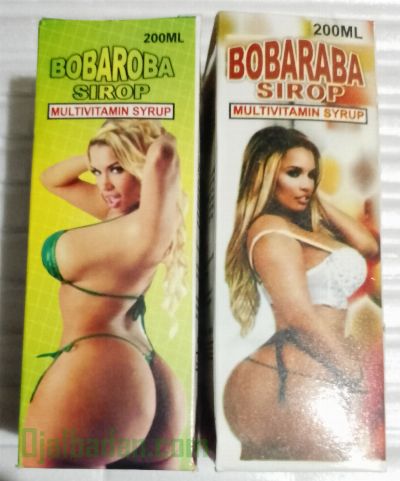 200ML
BOBAROBA
SIROP
MULTIVITAMIN SYRUP
200ML
BOBARABA
SIROP
MULTIVITAMIN SYRUP
Djalbadan.com